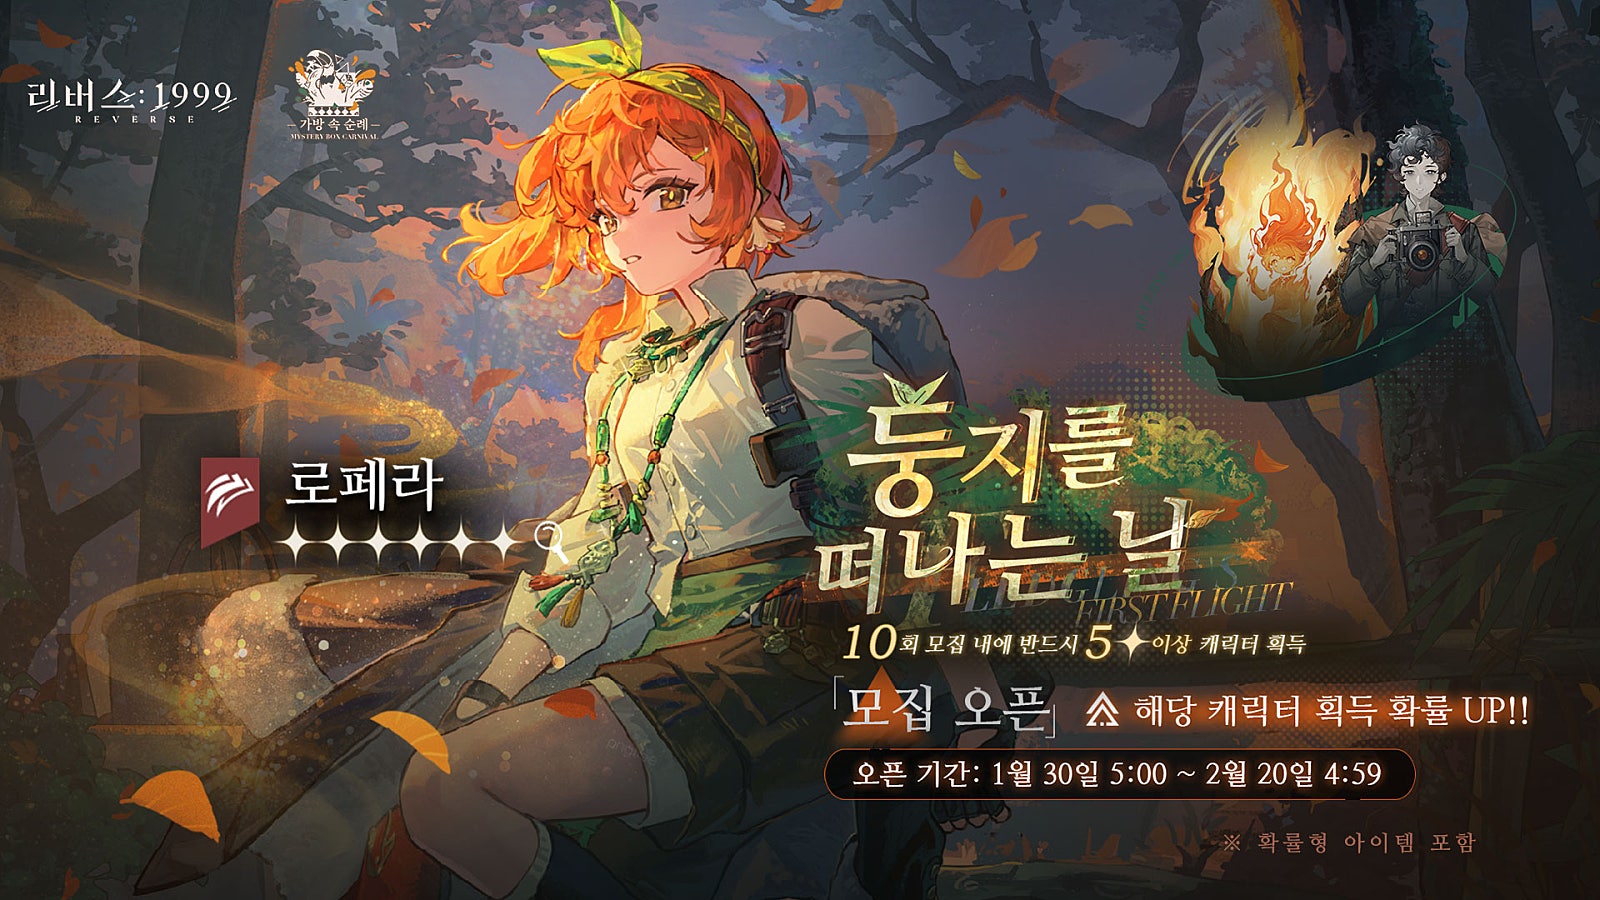 리버스: 1999
REVERSE
가방 속 순례
MYSTERY BOX CARNIVAL
로페라
둥지를
떠나는 날
FIRST FLIGHT
10회 모집 내에 반드시 5✦이상 캐릭터 획득
「모집 오픈」 해당 캐릭터 획득 확률 UP!!
오픈 기간: 1월 30일 5:00 ~ 2월 20일 4:59
※ 확률형 아이템 포함